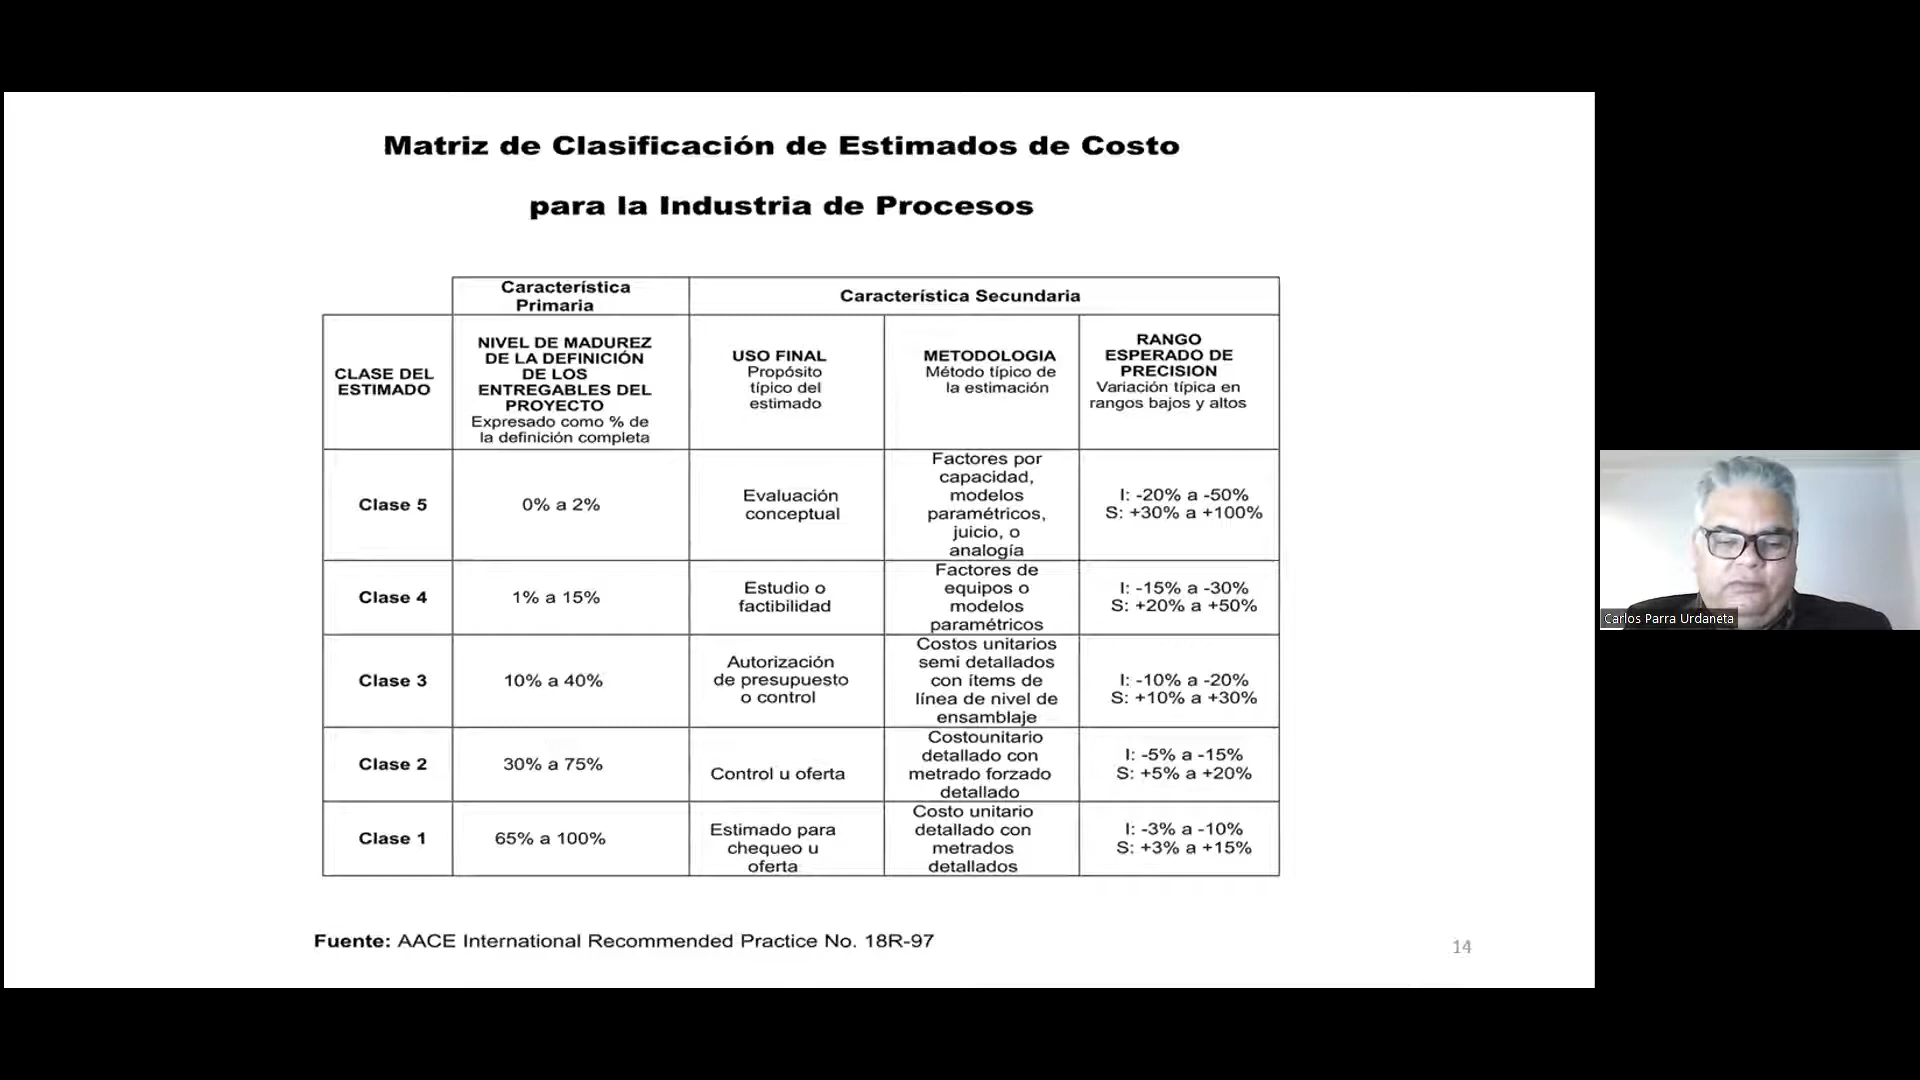 Matriz de Clasificación de Estimados de Costo
para la Industria de Procesos
Característica
Primaria
Característica Secundaria
CLASE DEL
ESTIMADO
NIVEL DE MADUREZ
DE LA DEFINICIÓN
DE LOS
ENTREGABLES DEL
PROYECTO
Expresado como % de
la definición completa
USO FINAL
Propósito
típico del
estimado
METODOLOGIA
Método típico de
la estimación
RANGO
ESPERADO DE
PRECISION
Variación típica en
rangos bajos y altos
Clase 5
0% a 2%
Evaluación
conceptual
Factores por
capacidad,
modelos
paramétricos,
juicio, o
analogía
I: -20% a -50%
S: +30% a +100%
Clase 4
1% a 15%
Estudio o
factibilidad
Factores de
equipos o
modelos
paramétricos
I: -15% a -30%
S: +20% a +50%
Clase 3
10% a 40%
Autorización
de presupuesto
o control
Costos unitarios
semi detallados
con ítems de
línea de nivel de
ensamblaje
I: -10% a -20%
S: +10% a +30%
Clase 2
30% a 75%
Control u oferta
Costounitario
detallado con
metrado forzado
detallado
I: -5% a -15%
S: +5% a +20%
Clase 1
65% a 100%
Estimado para
chequeo u
oferta
Costo unitario
detallado con
metrados
detallados
I: -3% a -10%
S: +3% a +15%
Fuente: AACE International Recommended Practice No. 18R-97
14
Carlos Parra Urdaneta